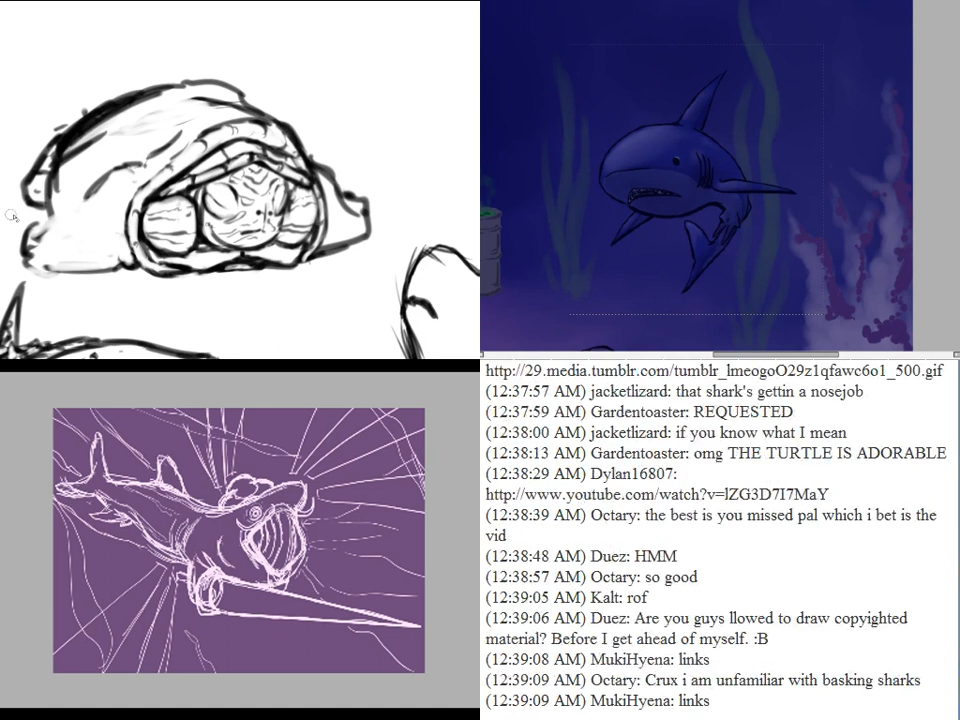 http://29.media.tumblr.com/tumblr_lmeogoO29z1qfawc6o1_500.gif
(12:37:57 AM) jacketlizard: that shark's gettin a nosejob
(12:37:59 AM) Gardentoaster: REQUESTED
(12:38:00 AM) jacketlizard: if you know what I mean
(12:38:13 AM) Gardentoaster: omg THE TURTLE IS ADORABLE
(12:38:29 AM) Dylan16807:
http://www.youtube.com/watch?v=lZG3D7I7MaY
(12:38:39 AM) Octary: the best is you missed pal which i bet is the
vid
(12:38:48 AM) Duez: HMM
(12:38:57 AM) Octary: so good
(12:39:05 AM) Kalt: rof
(12:39:06 AM) Duez: Are you guys llowed to draw copyighted
material? Before I get ahead of myself. :B
(12:39:08 AM) MukiHyena: links
(12:39:09 AM) Octary: Crux i am unfamiliar with basking sharks
(12:39:09 AM) MukiHyena: links